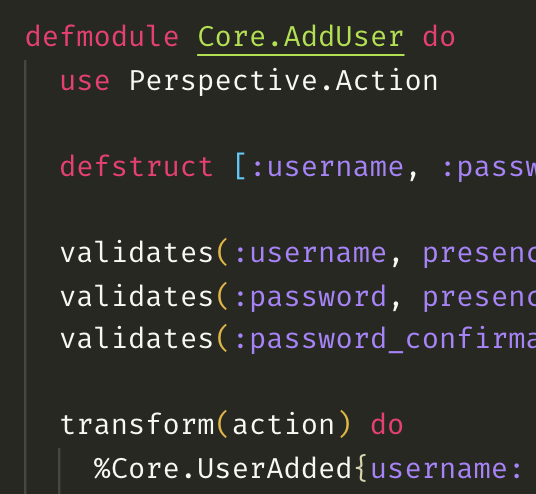 defmodule Core.AddUser do
use Perspective.Action
defstruct [:username, :passw
validates(:username, presenc
validates(:password, presenc
validates(:password_confirma
transform(action) do
%Core.UserAdded{username: